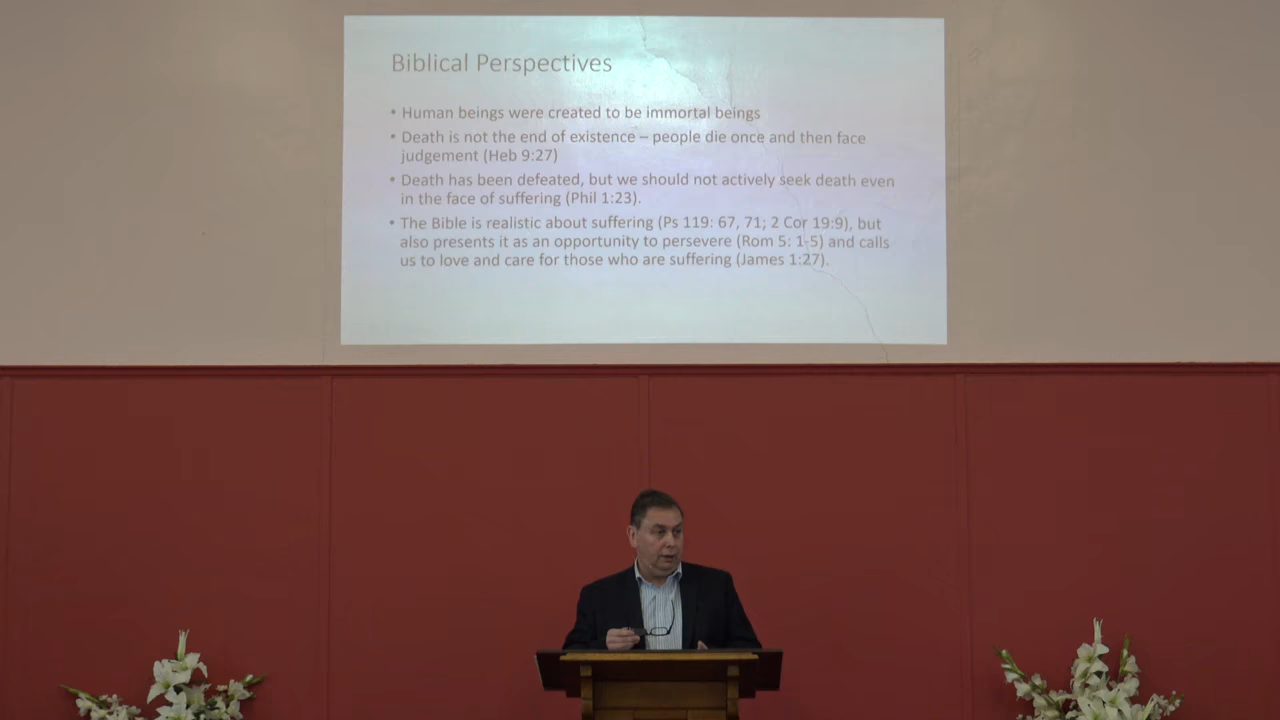 Biblical Perspectives
• Human beings were created to be immortal beings
• Death is not the end of existence – people die once and then face
judgement (Heb 9:27)
• Death has been defeated, but we should not actively seek death even
in the face of suffering (Phil 1:23).
• The Bible is realistic about suffering (Ps 119: 67, 71; 2 Cor 19:9), but
also presents it as an opportunity to persevere (Rom 5: 1-5) and calls
us to love and care for those who are suffering (James 1:27).